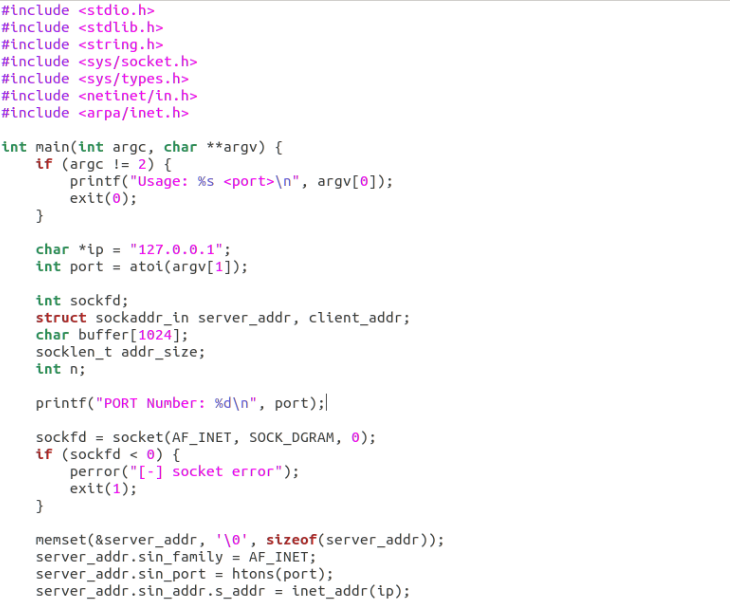 #include <stdio.h>
#include <stdlib.h>
#include <string.h>
#include <sys/socket.h>
#include <sys/types.h>
#include <netinet/in.h>
#include <arpa/inet.h>

int main(int argc, char **argv) {
    if (argc != 2) {
        printf("Usage: %s <port>\n", argv[0]);
        exit(0);
    }

    char *ip = "127.0.0.1";
    int port = atoi(argv[1]);

    int sockfd;
    struct sockaddr_in server_addr, client_addr;
    char buffer[1024];
    socklen_t addr_size;
    int n;

    printf("PORT Number: %d\n", port);

    sockfd = socket(AF_INET, SOCK_DGRAM, 0);
    if (sockfd < 0) {
        perror("[-] socket error");
        exit(1);
    }

    memset(&server_addr, '\0', sizeof(server_addr));
    server_addr.sin_family = AF_INET;
    server_addr.sin_port = htons(port);
    server_addr.sin_addr.s_addr = inet_addr(ip);